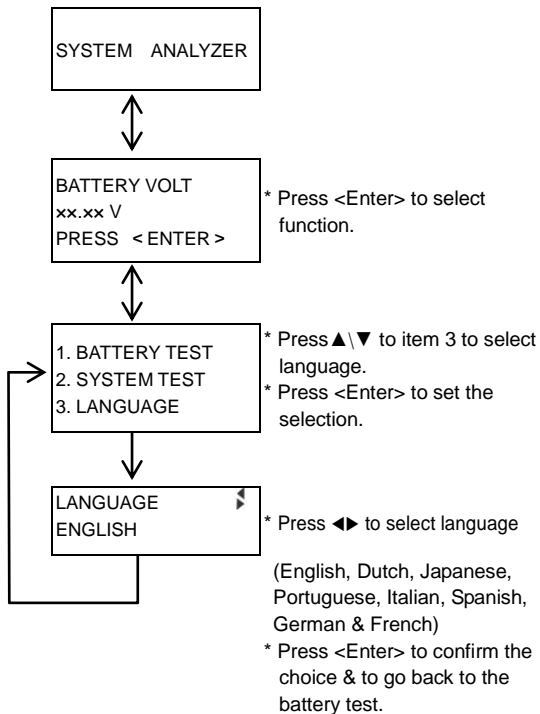 SYSTEM ANALYZER
BATTERY VOLT
xx.xx V
PRESS < ENTER >
* Press <Enter> to select
function.
1. BATTERY TEST
2. SYSTEM TEST
3. LANGUAGE
* Press▲\▼ to item 3 to select
language.
* Press <Enter> to set the
selection.
LANGUAGE
ENGLISH
* Press ◀▶ to select language
(English, Dutch, Japanese,
Portuguese, Italian, Spanish,
German & French)
* Press <Enter> to confirm the
choice & to go back to the
battery test.